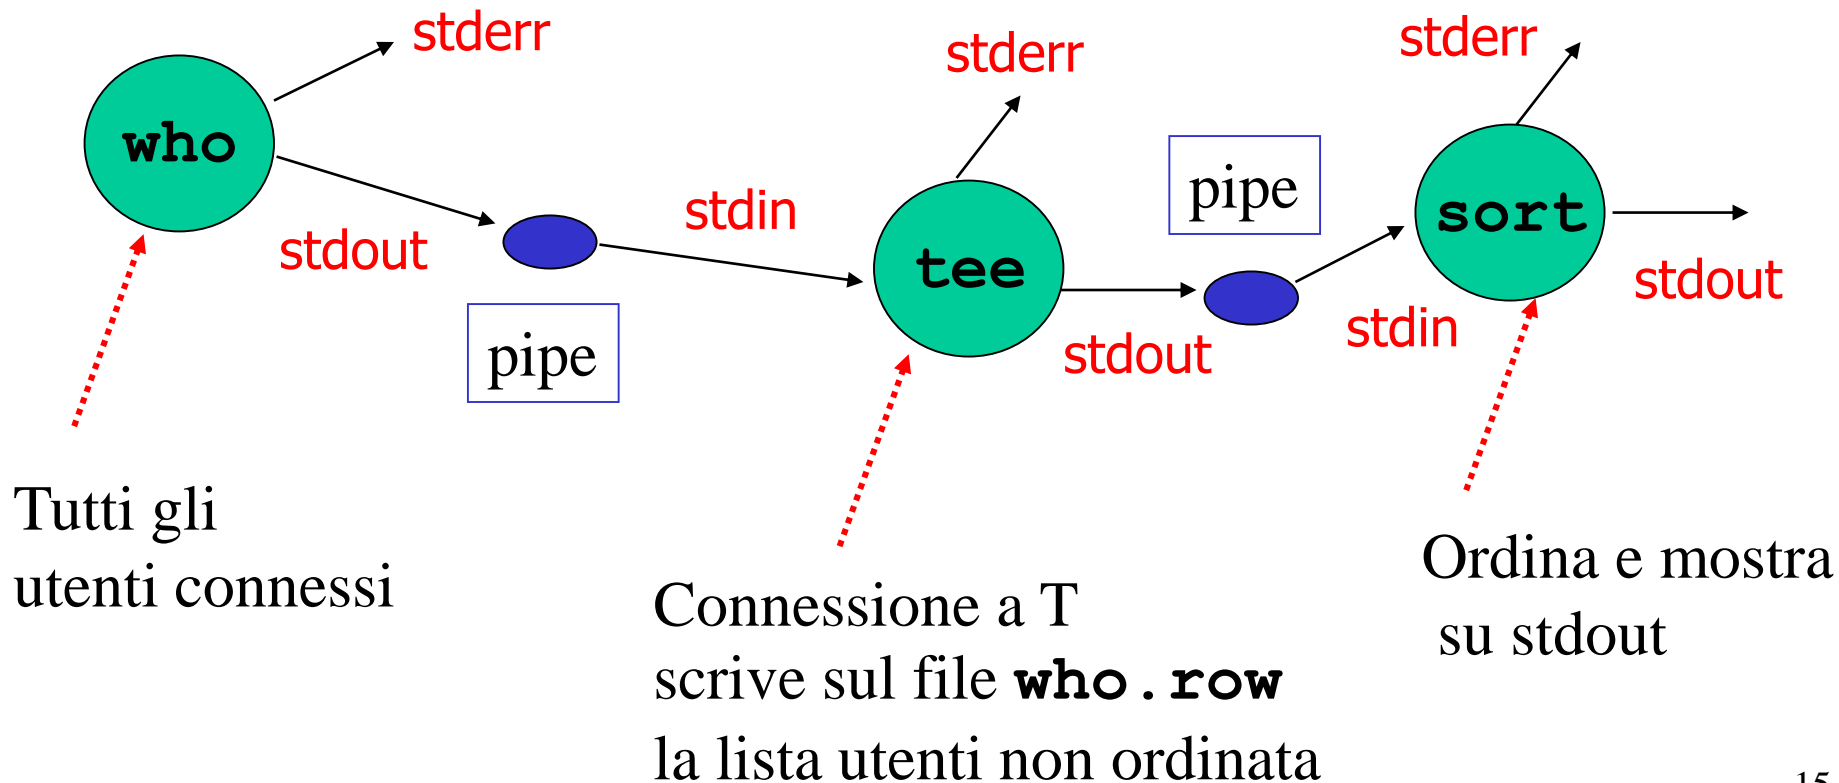 stderr
who
stdout
pipe
stdin
stderr
tee
stdout
pipe
stdin
stderr
sort
stdout
Tutti gli
utenti connessi
Connessione a T
scrive sul file who.row
la lista utenti non ordinata
Ordina e mostra
su stdout
15